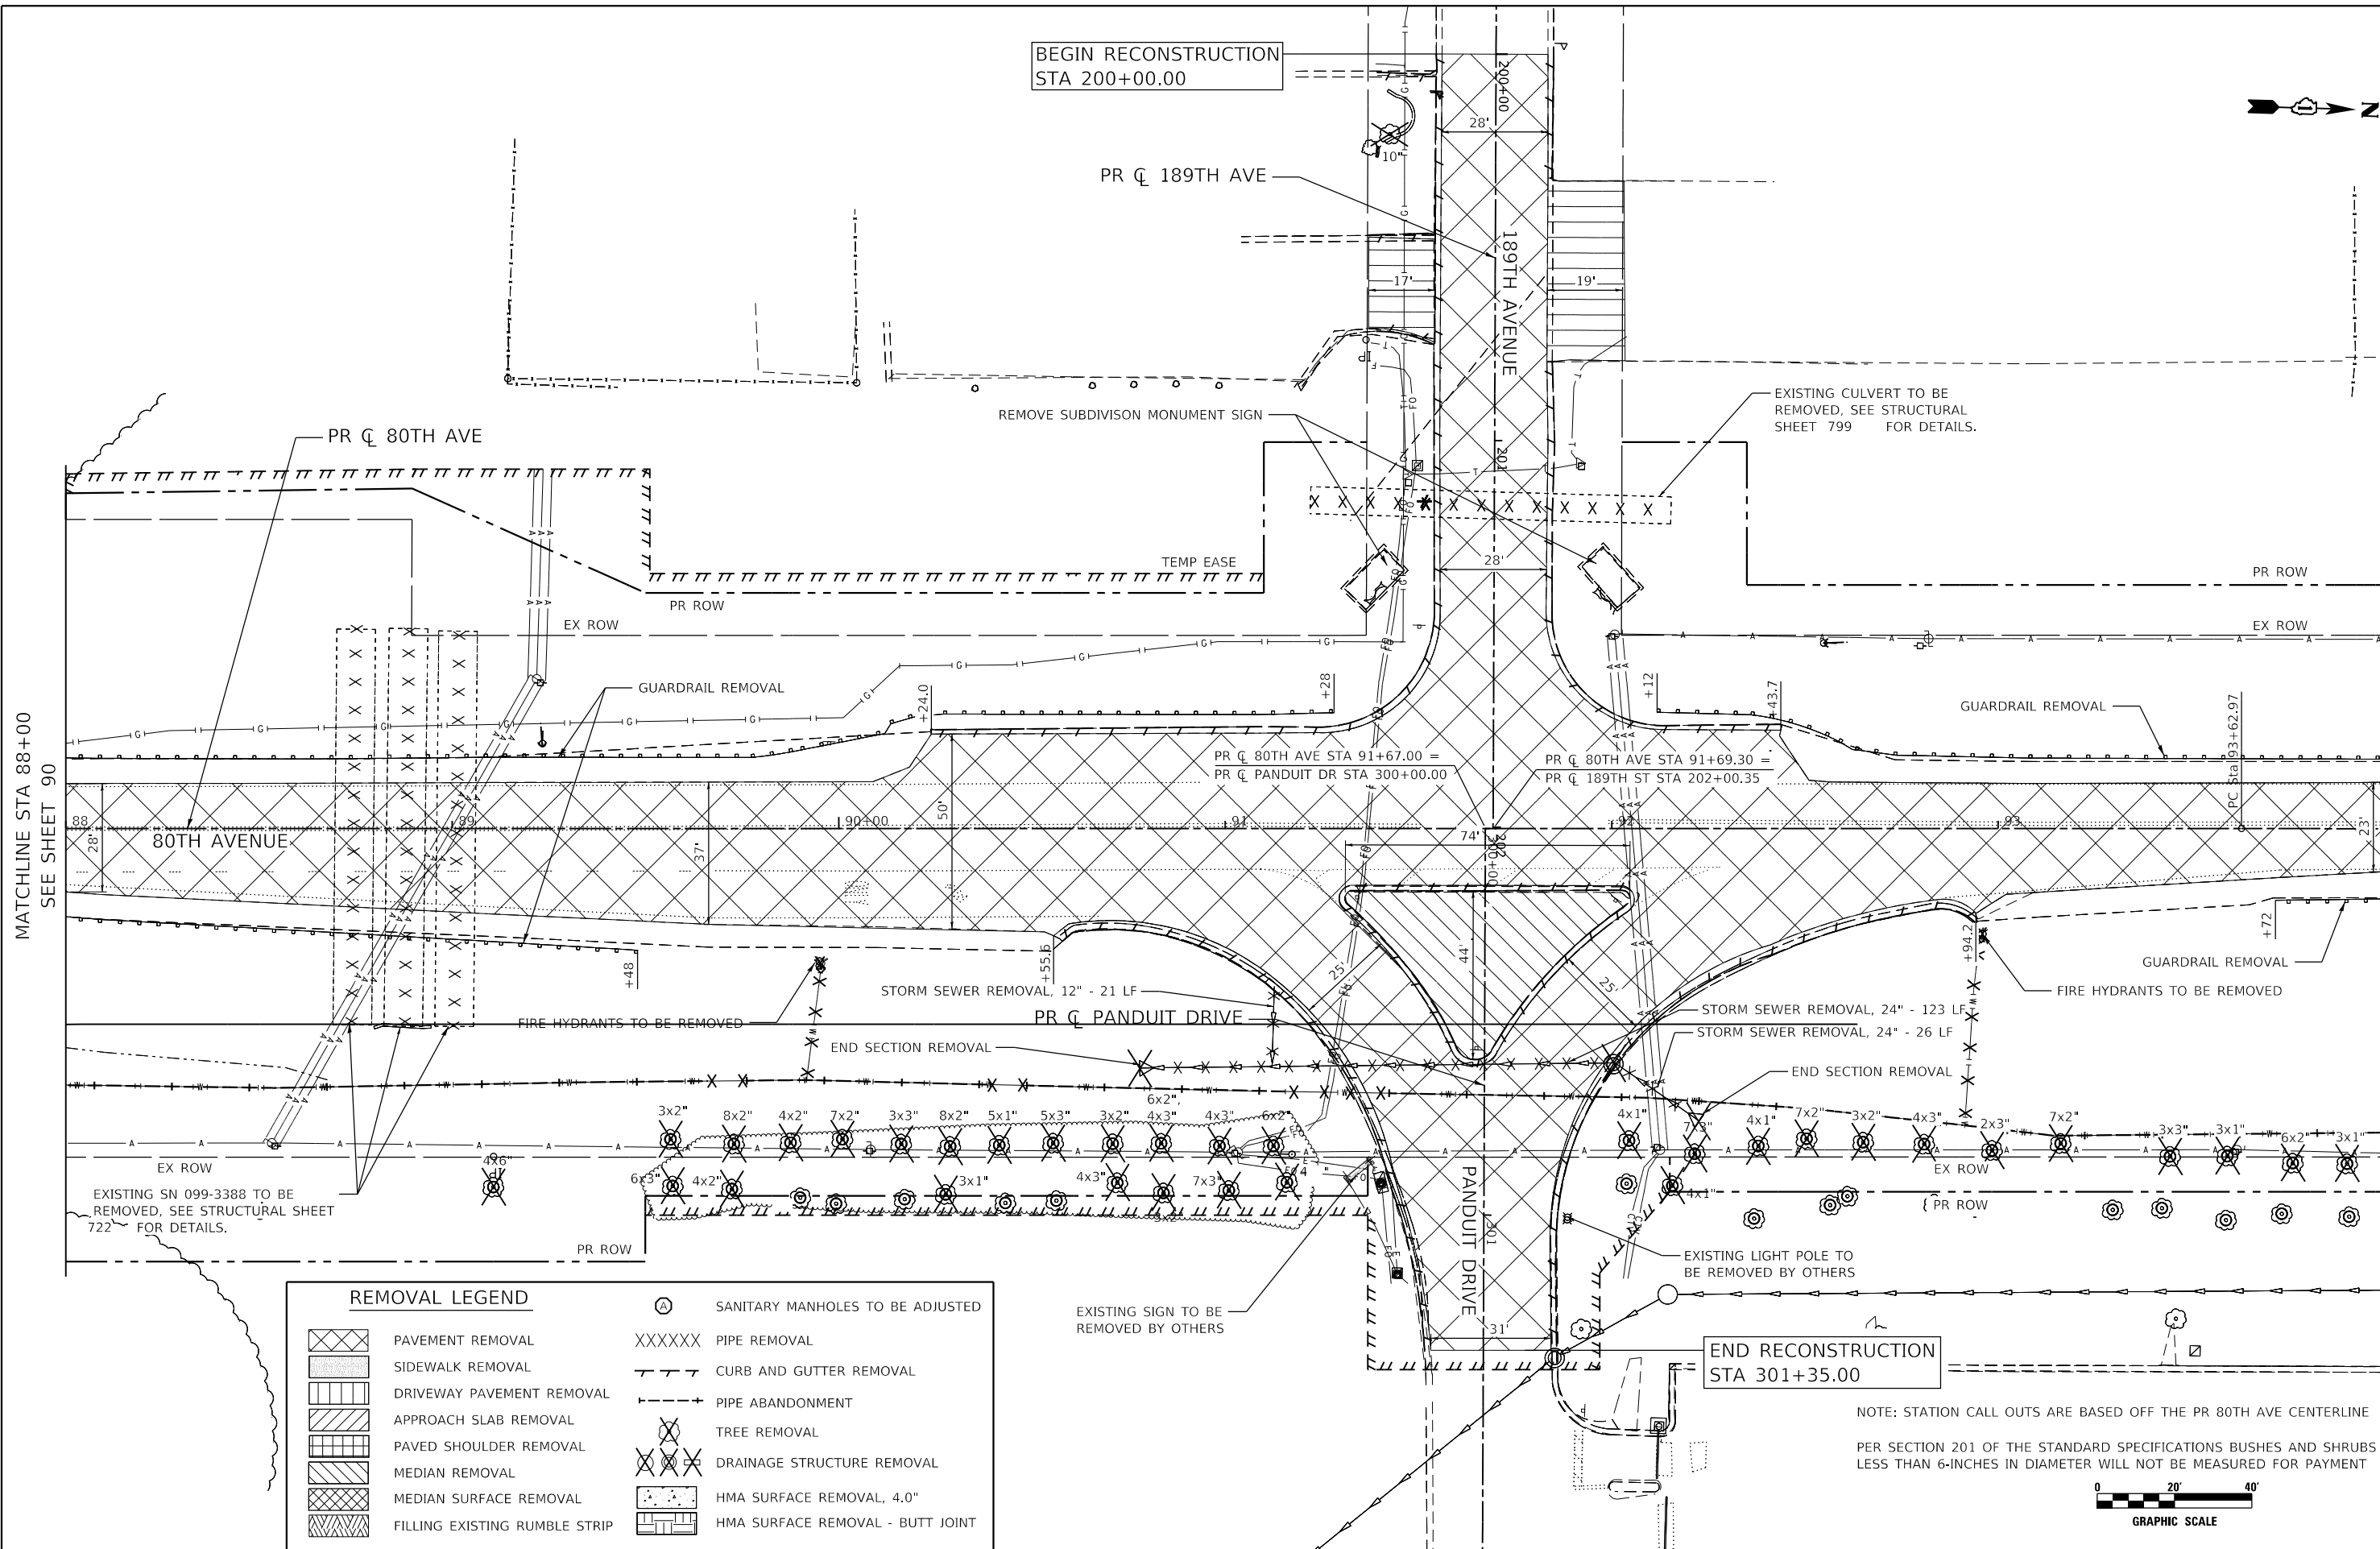 BEGIN RECONSTRUCTION
STA 200+00.00
200+00
28'
10"
PR ℄ 189TH AVE
N
189TH AVENUE
17'
19'
REMOVE SUBDIVISON MONUMENT SIGN
EXISTING CULVERT TO BE
REMOVED, SEE STRUCTURAL
SHEET 799 FOR DETAILS.
PR ℄ 80TH AVE
201
TEMP EASE
28'
PR ROW
EX ROW
PR ROW
EX ROW
GUARDRAIL REMOVAL
+24.0
+28
+12
+43.7
GUARDRAIL REMOVAL
PC Sta 93+62.97
MATCHLINE STA 88+00
SEE SHEET 90
PR ℄ 80TH AVE STA 91+67.00 =
PR ℄ PANDUIT DR STA 300+00.00
PR ℄ 80TH AVE STA 91+69.30 =
PR ℄ 189TH ST STA 202+00.35
88
89
90+00
91
92
93
80TH AVENUE
28'
37'
50'
74'
202
23'
44'
25'
25'
+48
+55.6
+94.2
+72
GUARDRAIL REMOVAL
STORM SEWER REMOVAL, 12" - 21 LF
FIRE HYDRANTS TO BE REMOVED
FIRE HYDRANTS TO BE REMOVED
PR ℄ PANDUIT DRIVE
STORM SEWER REMOVAL, 24" - 123 LF
STORM SEWER REMOVAL, 24" - 26 LF
END SECTION REMOVAL
END SECTION REMOVAL
3x2" 8x2" 4x2" 7x2" 3x3" 8x2" 5x1" 5x3" 3x2" 6x2", 4x3" 4x3" 6x2"
4x1" 7x3" 4x1" 7x2" 3x2" 4x3" 2x3" 7x2" 3x3" 3x1" 6x2" 3x1"
EX ROW
4x6"
6x3" 4x2" 3x1" 4x3" 7x3" 3x2"
4x1"
EX ROW
PR ROW
EXISTING SN 099-3388 TO BE
REMOVED, SEE STRUCTURAL SHEET
722 FOR DETAILS.
PR ROW
301
PANDUIT DRIVE
EXISTING LIGHT POLE TO
BE REMOVED BY OTHERS
EXISTING SIGN TO BE
REMOVED BY OTHERS
31'
END RECONSTRUCTION
STA 301+35.00
REMOVAL LEGEND
PAVEMENT REMOVAL
SIDEWALK REMOVAL
DRIVEWAY PAVEMENT REMOVAL
APPROACH SLAB REMOVAL
PAVED SHOULDER REMOVAL
MEDIAN REMOVAL
MEDIAN SURFACE REMOVAL
FILLING EXISTING RUMBLE STRIP
A SANITARY MANHOLES TO BE ADJUSTED
XXXXXX PIPE REMOVAL
CURB AND GUTTER REMOVAL
PIPE ABANDONMENT
TREE REMOVAL
DRAINAGE STRUCTURE REMOVAL
HMA SURFACE REMOVAL, 4.0"
HMA SURFACE REMOVAL - BUTT JOINT
NOTE: STATION CALL OUTS ARE BASED OFF THE PR 80TH AVE CENTERLINE
PER SECTION 201 OF THE STANDARD SPECIFICATIONS BUSHES AND SHRUBS
LESS THAN 6-INCHES IN DIAMETER WILL NOT BE MEASURED FOR PAYMENT
0 20' 40'
GRAPHIC SCALE